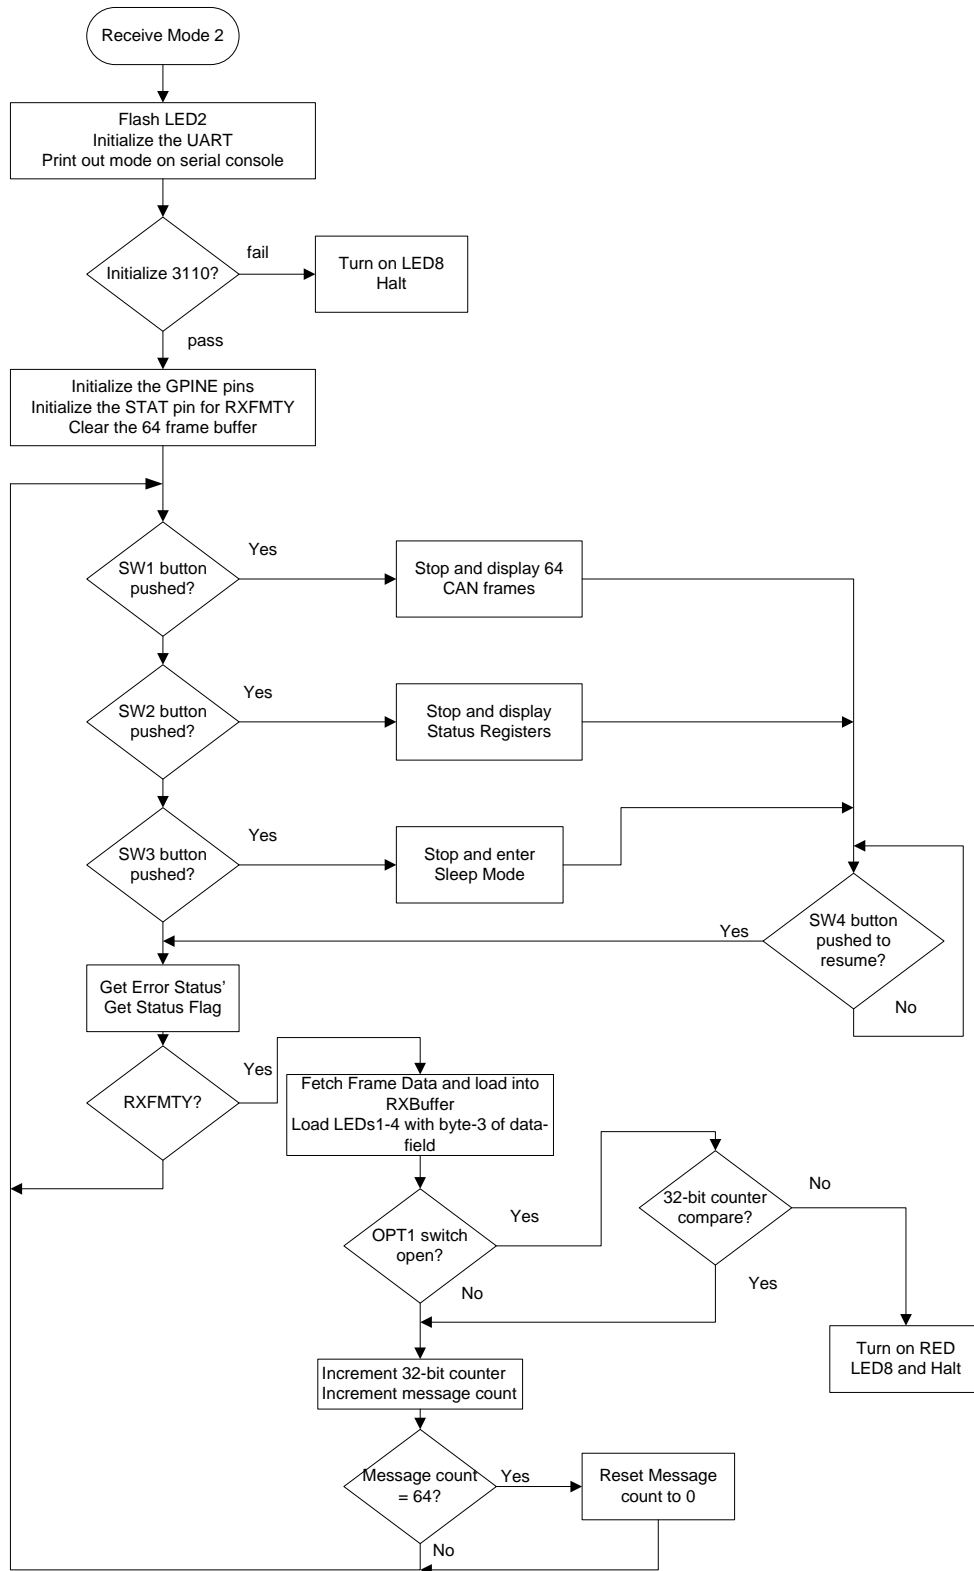 Receive Mode 2
Flash LED2
Initialize the UART
Print out mode on serial console
Initialize 3110?
fail
Turn on LED8
Halt
pass
Initialize the GPINE pins
Initialize the STAT pin for RXFMTY
Clear the 64 frame buffer
SW1 button
pushed?
Yes
Stop and display 64
CAN frames
SW2 button
pushed?
Yes
Stop and display
Status Registers
SW3 button
pushed?
Yes
Stop and enter
Sleep Mode
SW4 button
pushed to
resume?
Yes
No
Get Error Status'
Get Status Flag
RXFMTY?
Yes
Fetch Frame Data and load into
RXBuffer
Load LEDs1-4 with byte-3 of data-
field
OPT1 switch
open?
Yes
No
32-bit counter
compare?
No
Yes
Turn on RED
LED8 and Halt
Increment 32-bit counter
Increment message count
Message count
= 64?
Yes
Reset Message
count to 0
No